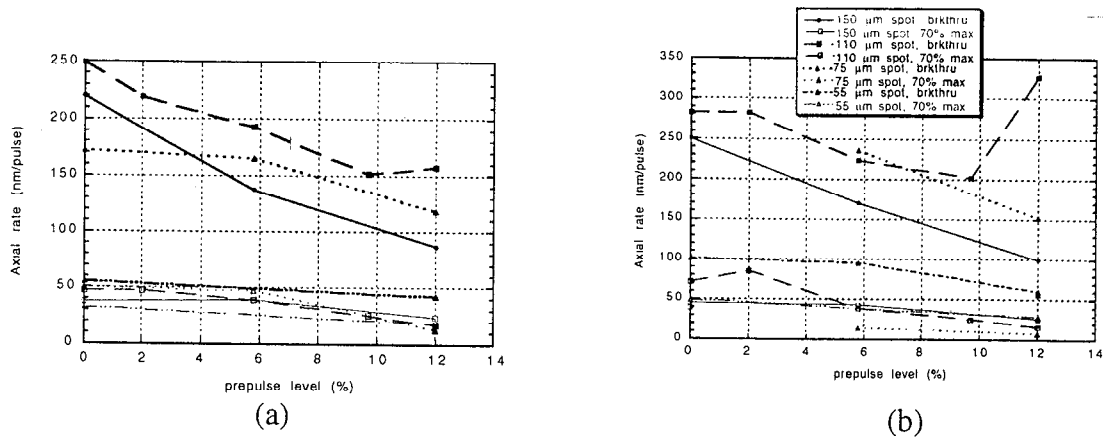 250
200
150
100
50
0
Axial rate (nm/pulse)
0 2 4 6 8 10 12 14
prepulse level (%)
(a)
150 µm spot, brkthru
150 µm spot 70% max
110 µm spot, brkthru
110 µm spot, 70% max
75 µm spot, brkthru
75 µm spot, 70% max
55 µm spot, brkthru
55 µm spot, 70% max
350
300
250
200
150
100
50
0
Axial rate (nm/pulse)
0 2 4 6 8 10 12 14
prepulse level (%)
(b)